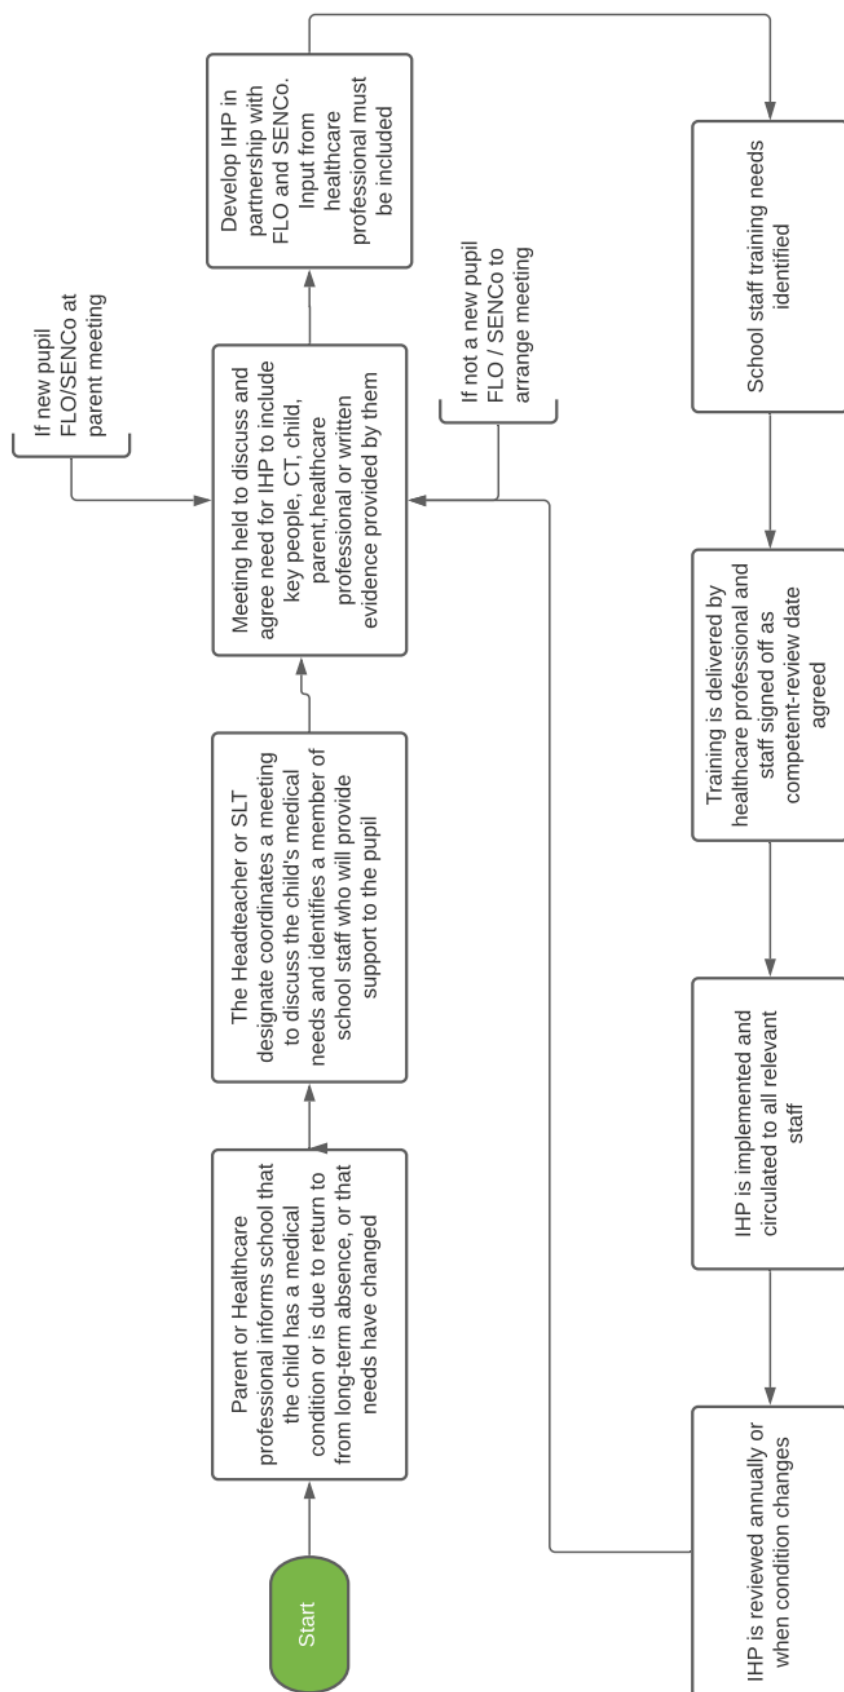 Start
Parent or Healthcare
professional informs school that
the child has a medical
condition or is due to return to
from long-term absence, or that
needs have changed
The Headteacher or SLT
designate coordinates a meeting
to discuss the child's medical
needs and identifies a member of
school staff who will provide
support to the pupil
If new pupil
FLO/SENCo at
parent meeting
Meeting held to discuss and
agree need for IHP to include
key people, CT, child,
parent,healthcare
professional or written
evidence provided by them
If not a new pupil
FLO / SENCo to
arrange meeting
Develop IHP in
partnership with
FLO and SENCo.
Input from
healthcare
professional must
be included
School staff training needs
identified
Training is delivered by
healthcare professional and
staff signed off as
competent-review date
agreed
IHP is implemented and
circulated to all relevant
staff
IHP is reviewed annually or
when condition changes